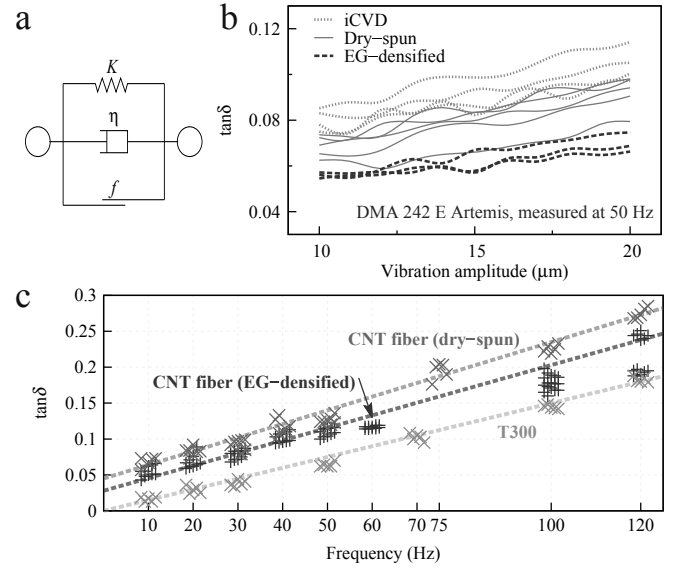 a
K
η
f
b
iCVD
Dry−spun
EG−densified
0.12
0.08
0.04
tanδ
DMA 242 E Artemis, measured at 50 Hz
10
15
20
Vibration amplitude (μm)
c
0.3
0.25
0.2
0.15
0.1
0.05
0
tanδ
CNT fiber (dry−spun)
CNT fiber (EG−densified)
T300
10 20 30 40 50 60 70 75 100 120
Frequency (Hz)